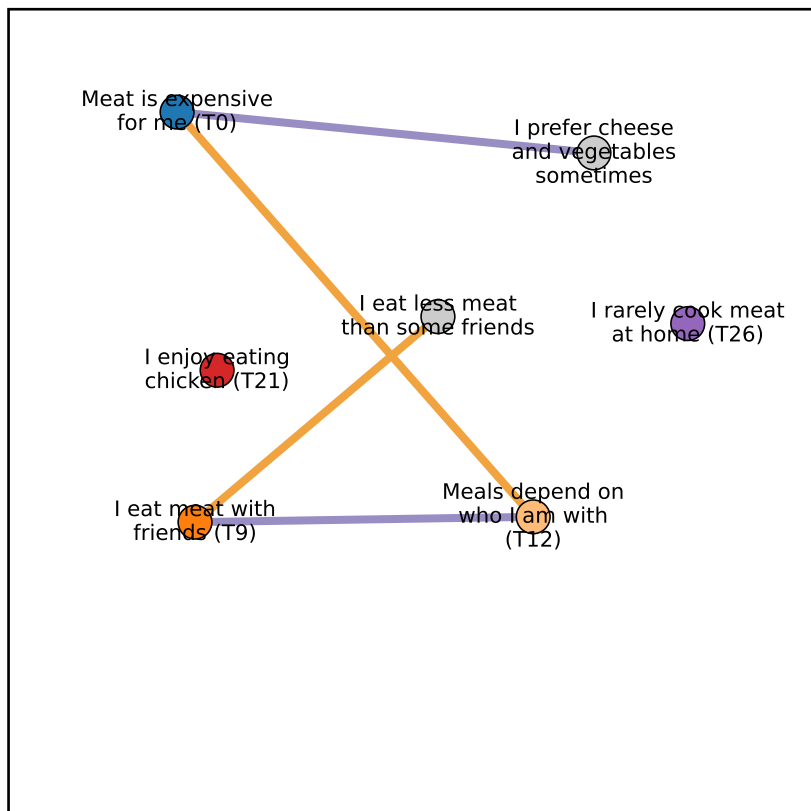 Meat is expensive
for me (T0)
I prefer cheese
and vegetables
sometimes
I eat less meat
than some friends
I rarely cook meat
at home (T26)
I enjoy eating
chicken (T21)
I eat meat with
friends (T9)
Meals depend on
who I am with
(T12)